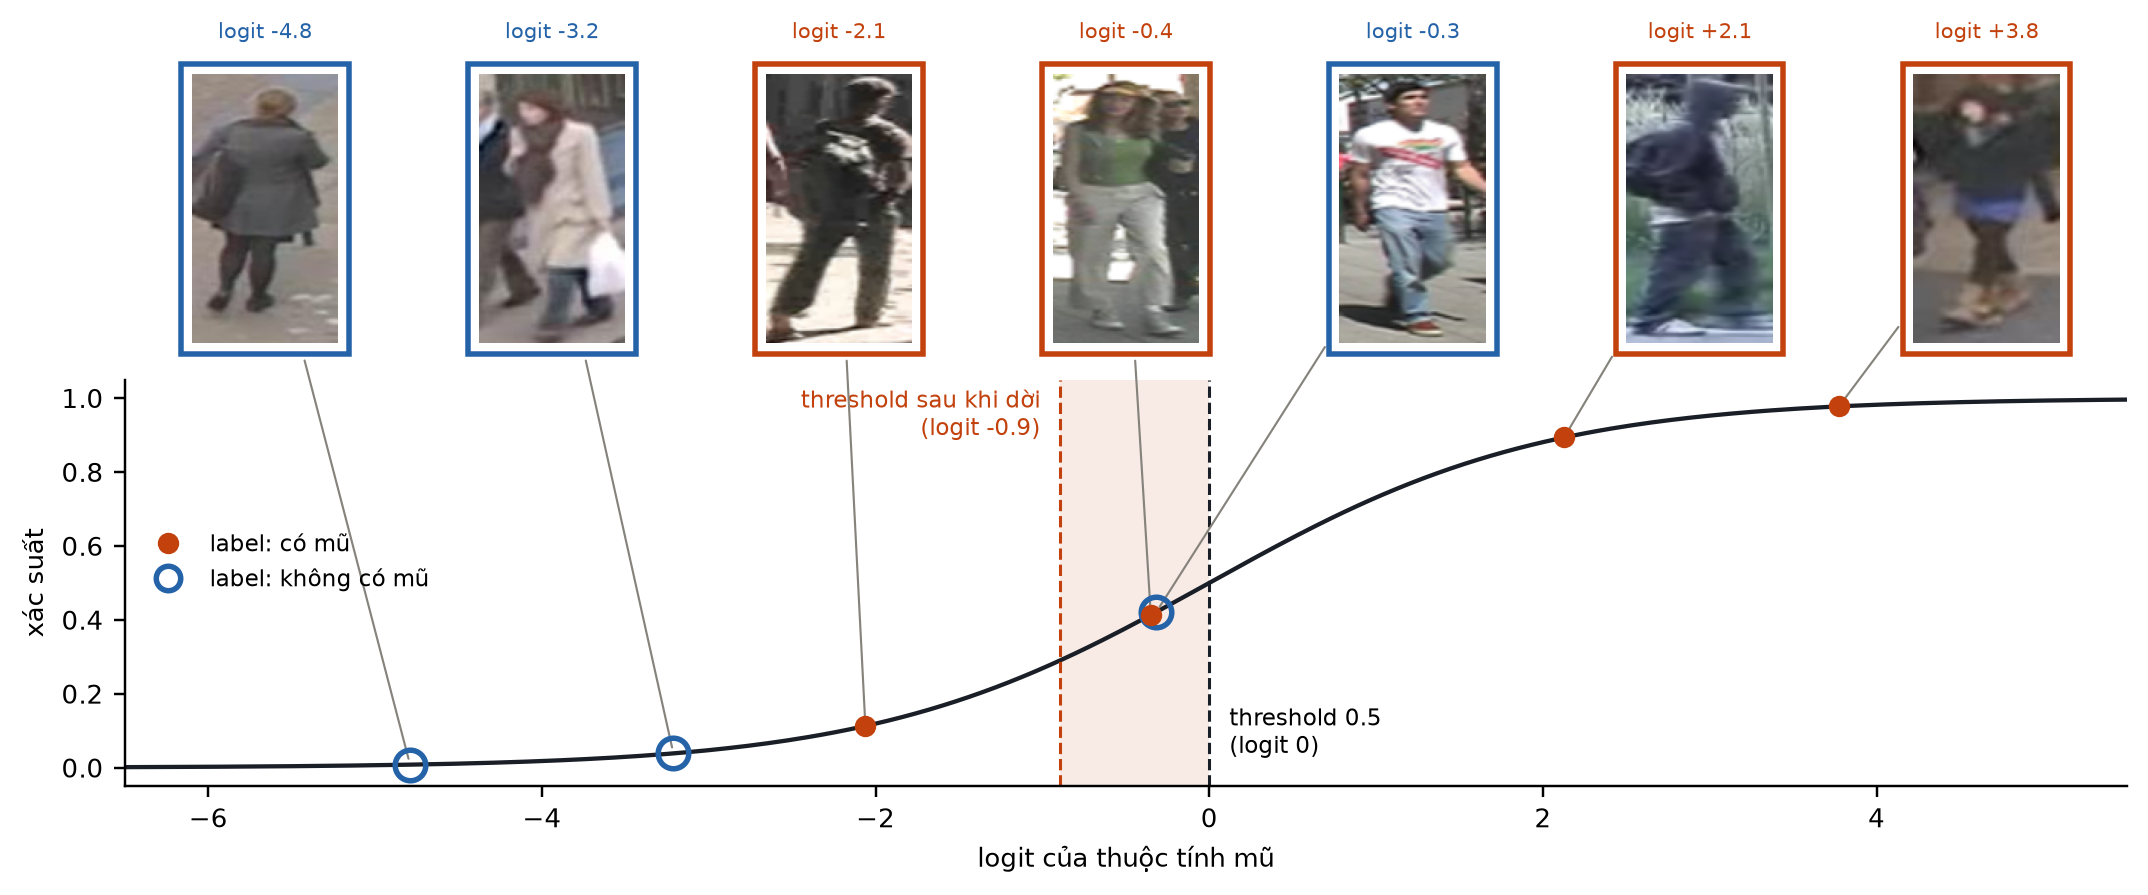 logit -4.8
logit -3.2
logit -2.1
logit -0.4
logit -0.3
logit +2.1
logit +3.8
threshold sau khi dời
(logit -0.9)
label: có mũ
label: không có mũ
threshold 0.5
(logit 0)
xác suất
1.0
0.8
0.6
0.4
0.2
0.0
−6
−4
−2
0
2
4
logit của thuộc tính mũ